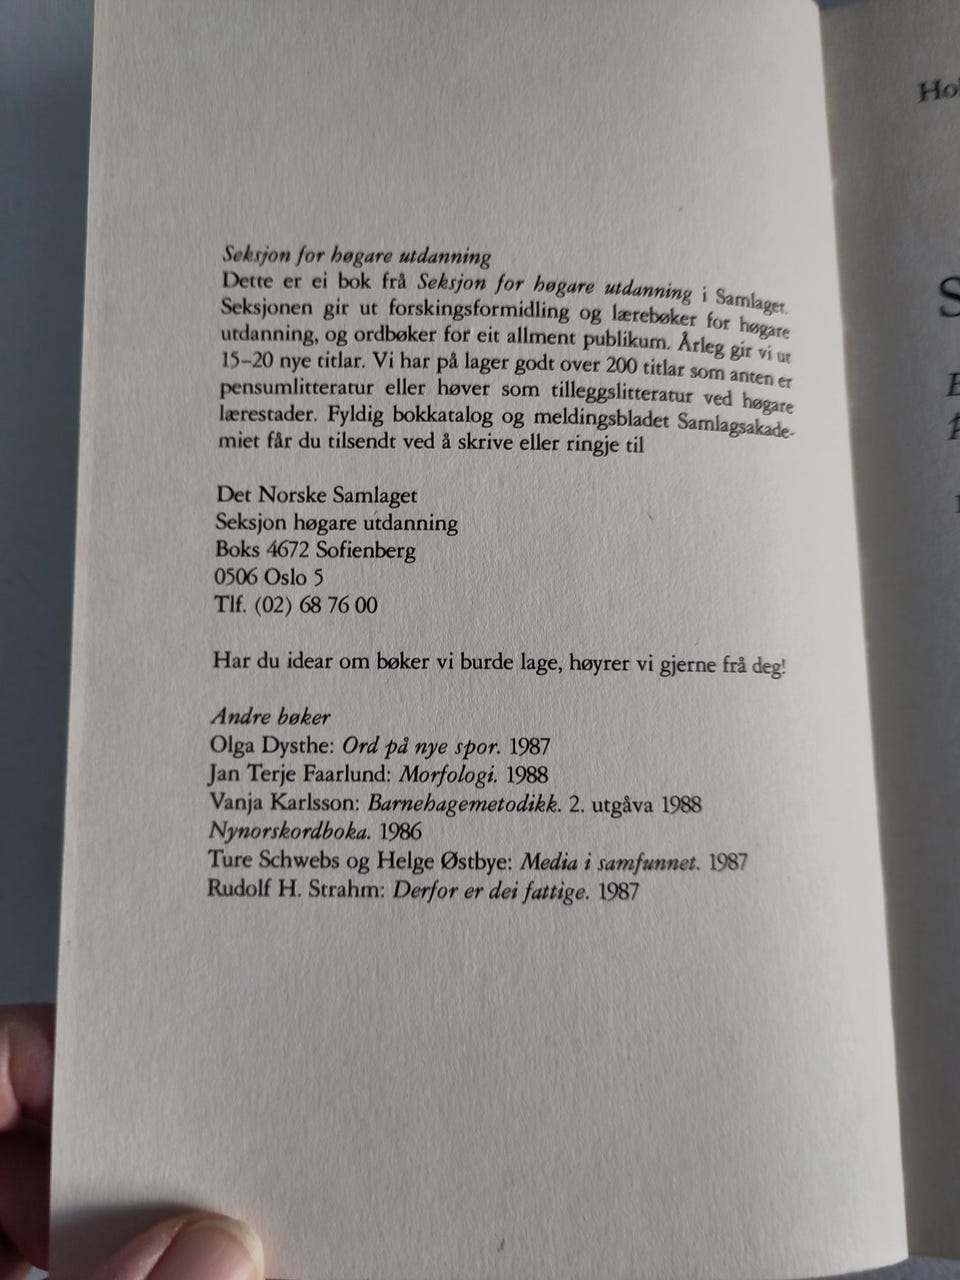 Seksjon for høgare utdanning
Dette er ei bok frå Seksjon for høgare utdanning i Samlaget.
Seksjonen gir ut forskingsformidling og lærebøker for høgare
utdanning, og ordbøker for eit allment publikum. Årleg gir vi ut
15–20 nye titlar. Vi har på lager godt over 200 titlar som anten er
pensumlitteratur eller høver som tilleggslitteratur ved høgare
lærestader. Fyldig bokkatalog og meldingsbladet Samlagsakade-
miet får du tilsendt ved å skrive eller ringje til
Det Norske Samlaget
Seksjon høgare utdanning
Boks 4672 Sofienberg
0506 Oslo 5
Tlf. (02) 68 76 00
Har du idear om bøker vi burde lage, høyrer vi gjerne frå deg!
Andre bøker
Olga Dysthe: Ord på nye spor. 1987
Jan Terje Faarlund: Morfologi. 1988
Vanja Karlsson: Barnehagemetodikk. 2. utgåva 1988
Nynorskordboka. 1986
Ture Schwebs og Helge Østbye: Media i samfunnet. 1987
Rudolf H. Strahm: Derfor er dei fattige. 1987